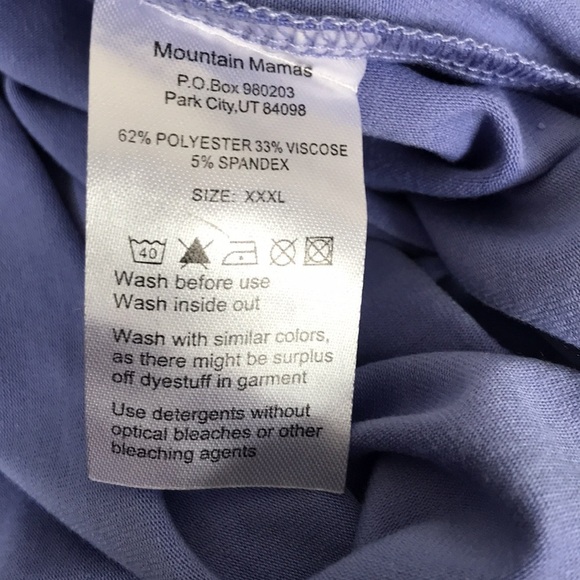 Mountain Mamas
P.O.Box 980203
Park City,UT 84098
62% POLYESTER 33% VISCOSE
5% SPANDEX
SIZE: XXXL
40
Wash before use
Wash inside out
Wash with similar colors,
as there might be surplus
off dyestuff in garment
Use detergents without
optical bleaches or other
bleaching agents